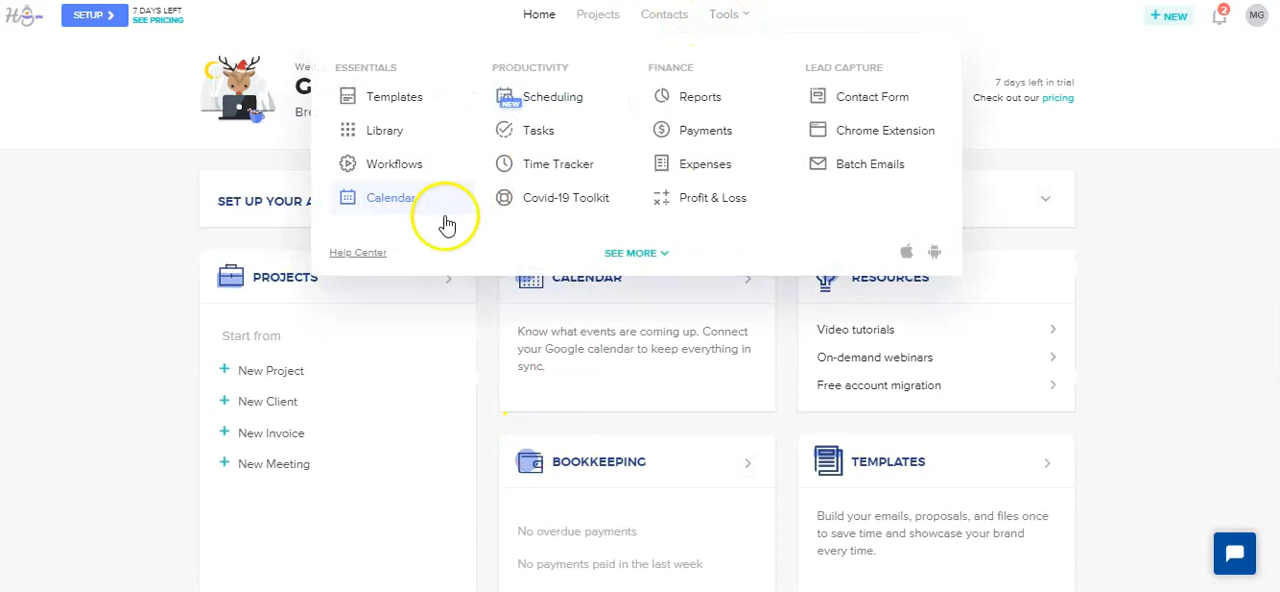 SETUP
7 DAYS LEFT
SEE PRICING
Home
Projects
Contacts
Tools
+ NEW
2
MG
Wed
G
Bre
7 days left in trial
Check out our pricing
ESSENTIALS
Templates
Library
Workflows
Calendar
Help Center
PRODUCTIVITY
Scheduling
NEW
Tasks
Time Tracker
Covid-19 Toolkit
FINANCE
Reports
Payments
Expenses
Profit & Loss
SEE MORE
LEAD CAPTURE
Contact Form
Chrome Extension
Batch Emails
SET UP YOUR A
PROJECTS
Start from
+ New Project
+ New Client
+ New Invoice
+ New Meeting
CALENDAR
Know what events are coming up. Connect
your Google calendar to keep everything in
sync.
RESOURCES
Video tutorials
On-demand webinars
Free account migration
BOOKKEEPING
No overdue payments
No payments paid in the last week
TEMPLATES
Build your emails, proposals, and files once
to save time and showcase your brand
every time.